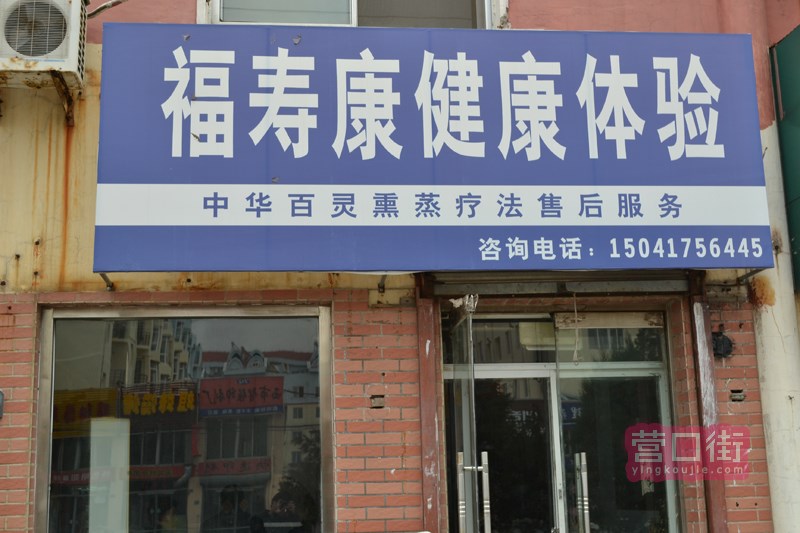 福寿康健康体验
中华百灵熏蒸疗法售后服务
咨询电话：15041756445
营口街
yingkoujie.com